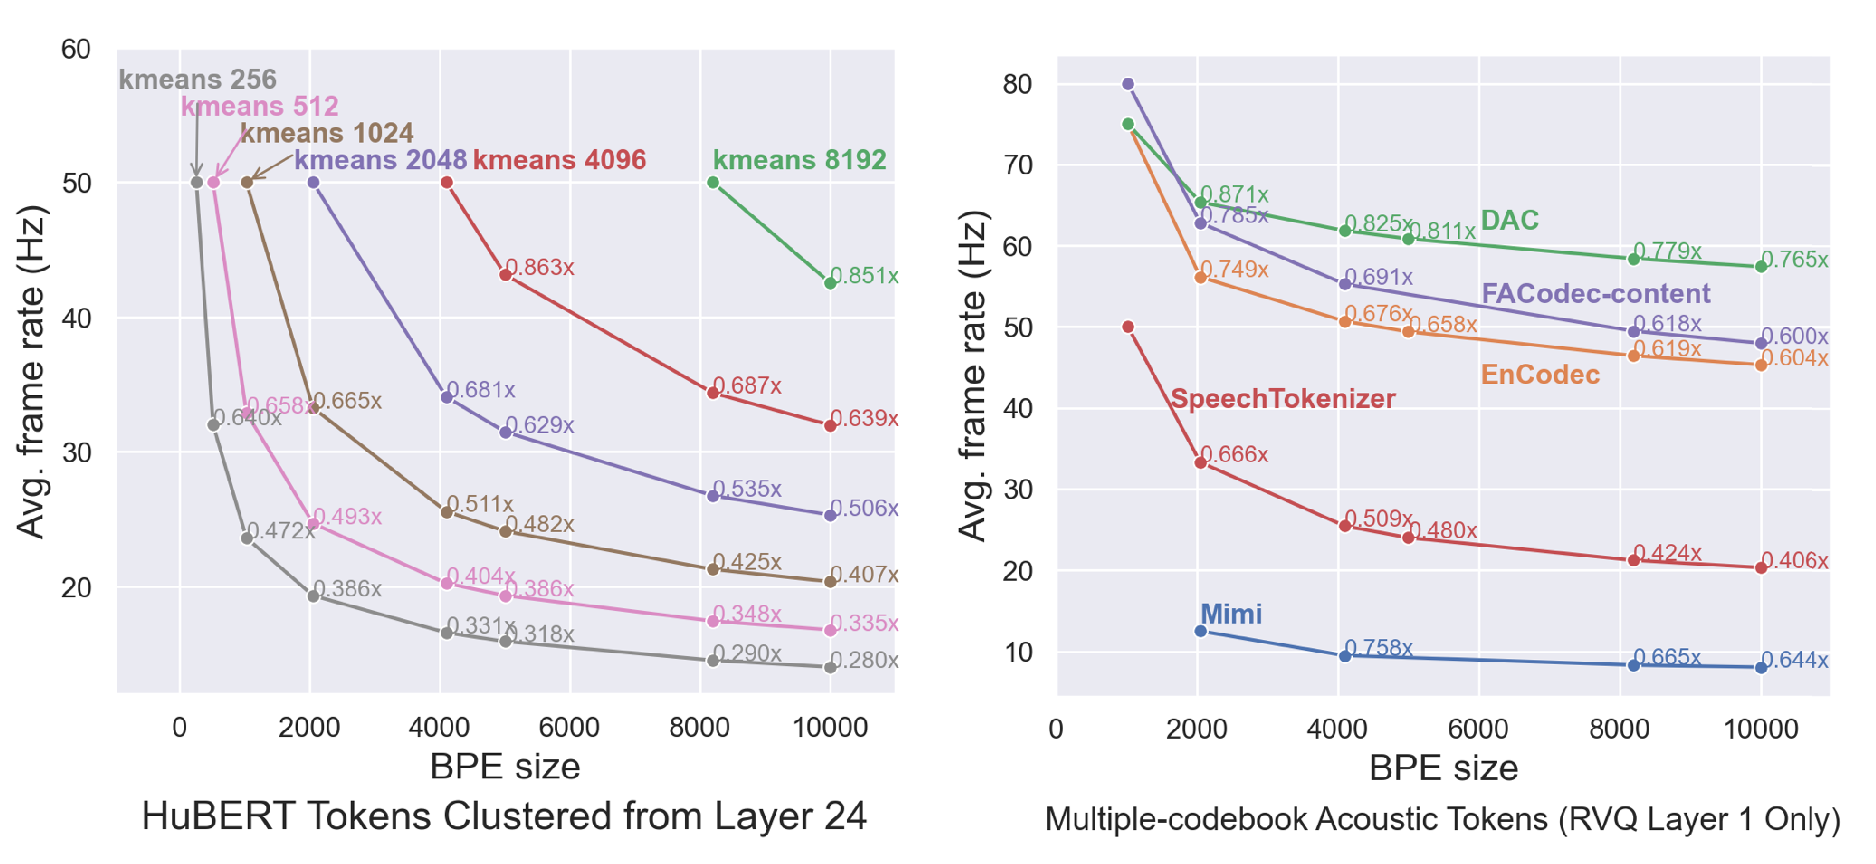 60
50
40
30
20
Avg. frame rate (Hz)
kmeans 256
kmeans 512
kmeans 1024
kmeans 2048
kmeans 4096
kmeans 8192
0.863x
0.851x
0.681x
0.687x
0.658x
0.640x
0.665x
0.629x
0.639x
0.535x
0.506x
0.472x
0.493x
0.511x
0.482x
0.425x
0.407x
0.386x
0.404x
0.386x
0.348x
0.335x
0.331x
0.318x
0.290x
0.280x
0
2000
4000
6000
8000
10000
BPE size
HuBERT Tokens Clustered from Layer 24
80
70
60
50
40
30
20
10
Avg. frame rate (Hz)
0.871x
0.785x
0.825x
0.811x
DAC
0.779x
0.765x
0.749x
0.691x
FACodec-content
0.676x
0.658x
0.618x
0.600x
0.619x
0.604x
EnCodec
SpeechTokenizer
0.666x
0.509x
0.480x
0.424x
0.406x
Mimi
0.758x
0.665x
0.644x
0
2000
4000
6000
8000
10000
BPE size
Multiple-codebook Acoustic Tokens (RVQ Layer 1 Only)